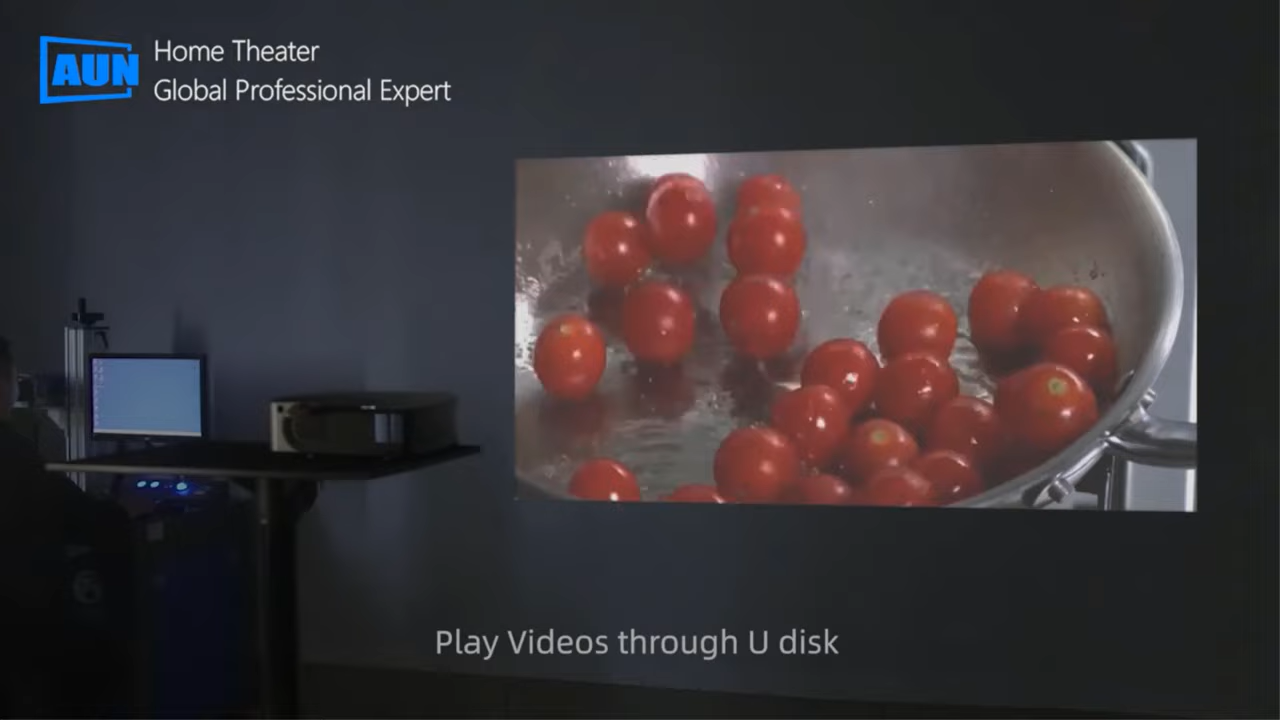 AUN
Home Theater
Global Professional Expert
Play Videos through U disk